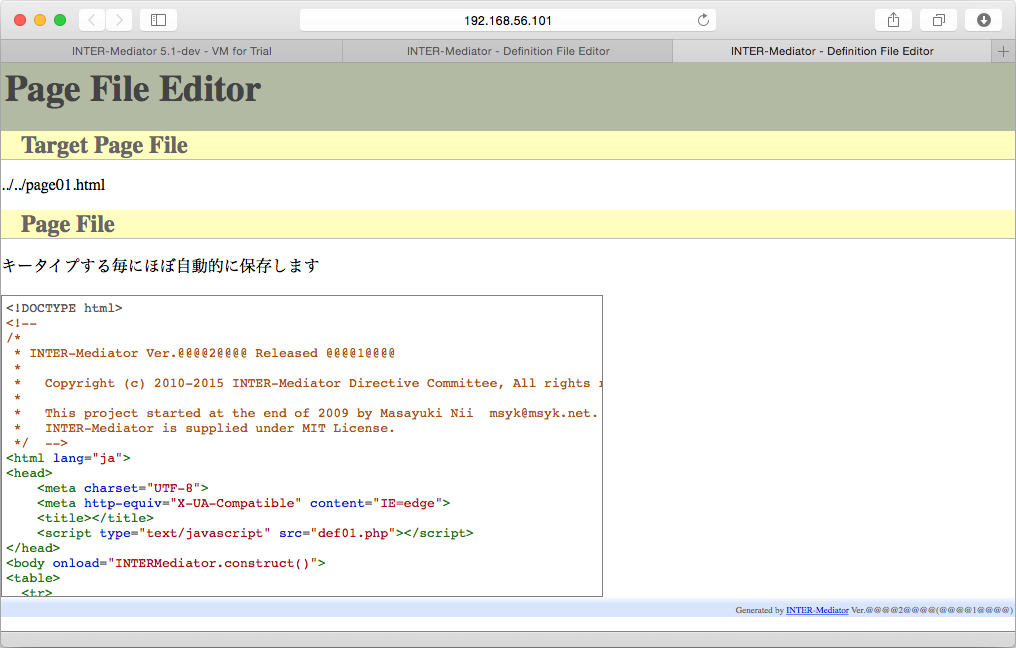 192.168.56.101
INTER-Mediator 5.1-dev - VM for Trial
INTER-Mediator - Definition File Editor
INTER-Mediator - Definition File Editor
Page File Editor
Target Page File
../../page01.html
Page File
キータイプする毎にほぼ自動的に保存します
<!DOCTYPE html>
<!--
/*
 * INTER-Mediator Ver.@@@@2@@@@ Released @@@@1@@@@
 *
 *   Copyright (c) 2010-2015 INTER-Mediator Directive Committee, All rights
 *
 *   This project started at the end of 2009 by Masayuki Nii  msyk@msyk.net.
 *   INTER-Mediator is supplied under MIT License.
 */  -->
<html lang="ja">
<head>
    <meta charset="UTF-8">
    <meta http-equiv="X-UA-Compatible" content="IE=edge">
    <title></title>
    <script type="text/javascript" src="def01.php"></script>
</head>
<body onload="INTERMediator.construct()">
<table>
  <tr>
Generated by INTER-Mediator Ver.@@@@2@@@@(@@@@1@@@@)